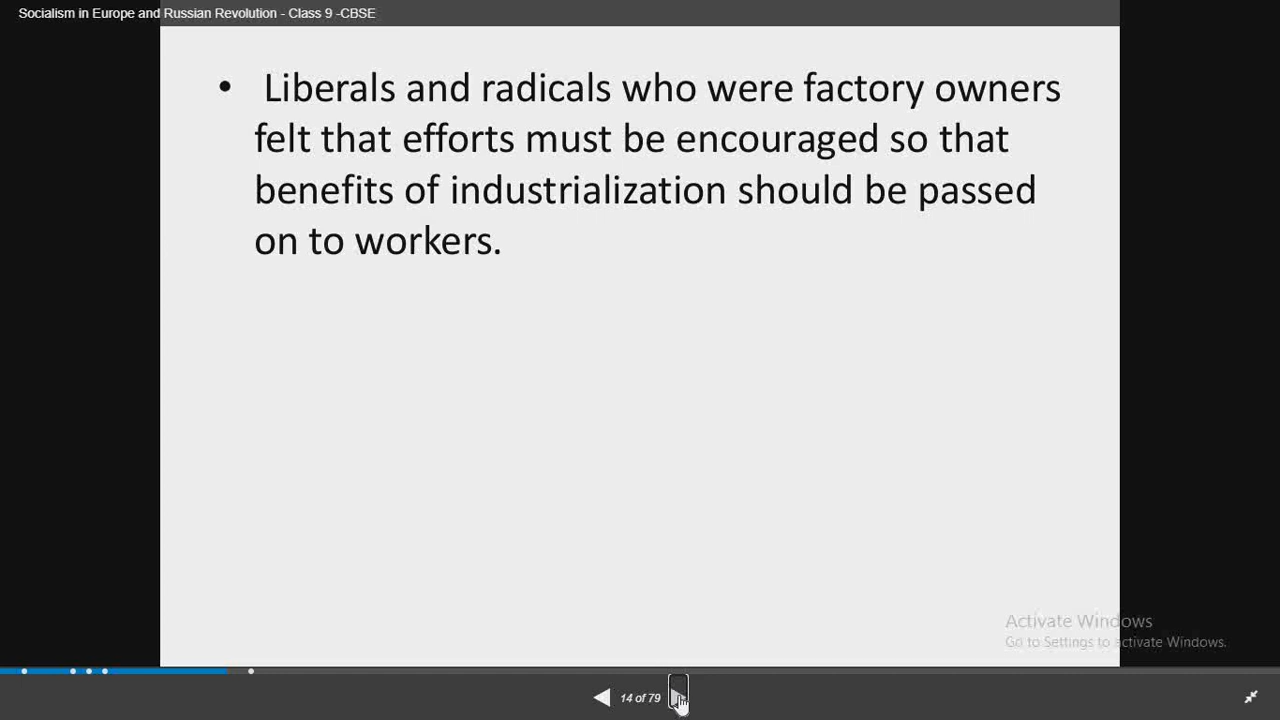 Socialism in Europe and Russian Revolution - Class 9 -CBSE
• Liberals and radicals who were factory owners
felt that efforts must be encouraged so that
benefits of industrialization should be passed
on to workers.
Activate Windows
Go to Settings to activate Windows.
14 of 79